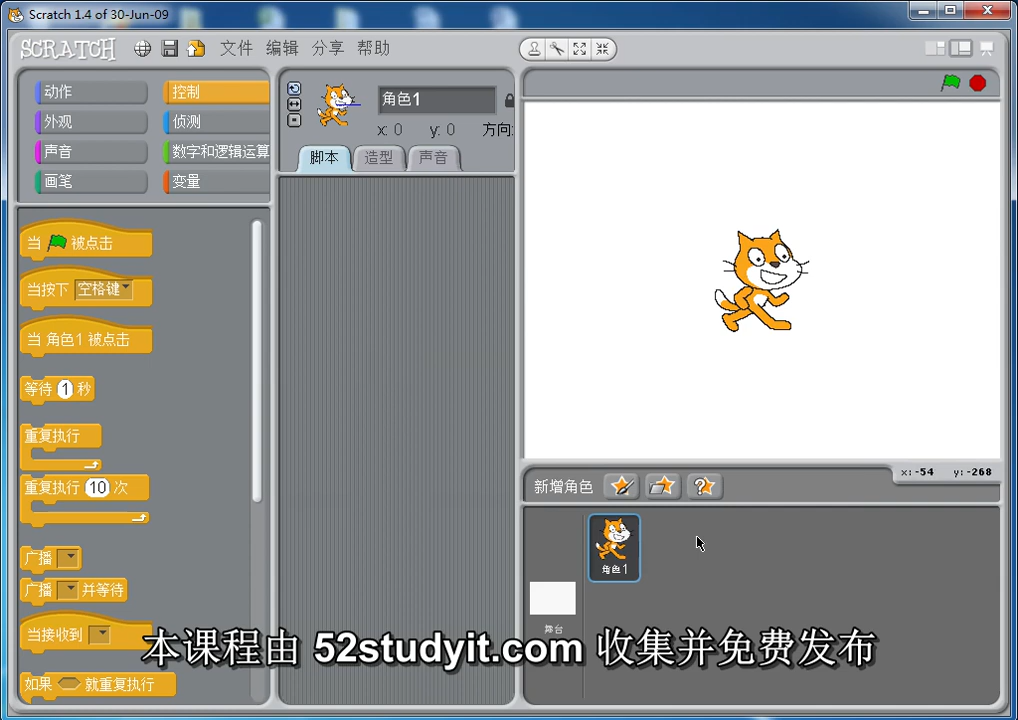 Scratch 1.4 of 30-Jun-09
SCRATCH 文件 编辑 分享 帮助
动作 控制
外观 侦测
声音 数字和逻辑运算
画笔 变量
角色1
x: 0 y: 0 方向:
脚本 造型 声音
当 被点击
当按下 空格键
当 角色1 被点击
等待 1 秒
重复执行
重复执行 10 次
广播
广播 并等待
当接收到
如果 就重复执行
x: -54 y: -268
新增角色
角色1
舞台
本课程由 52studyit.com 收集并免费发布